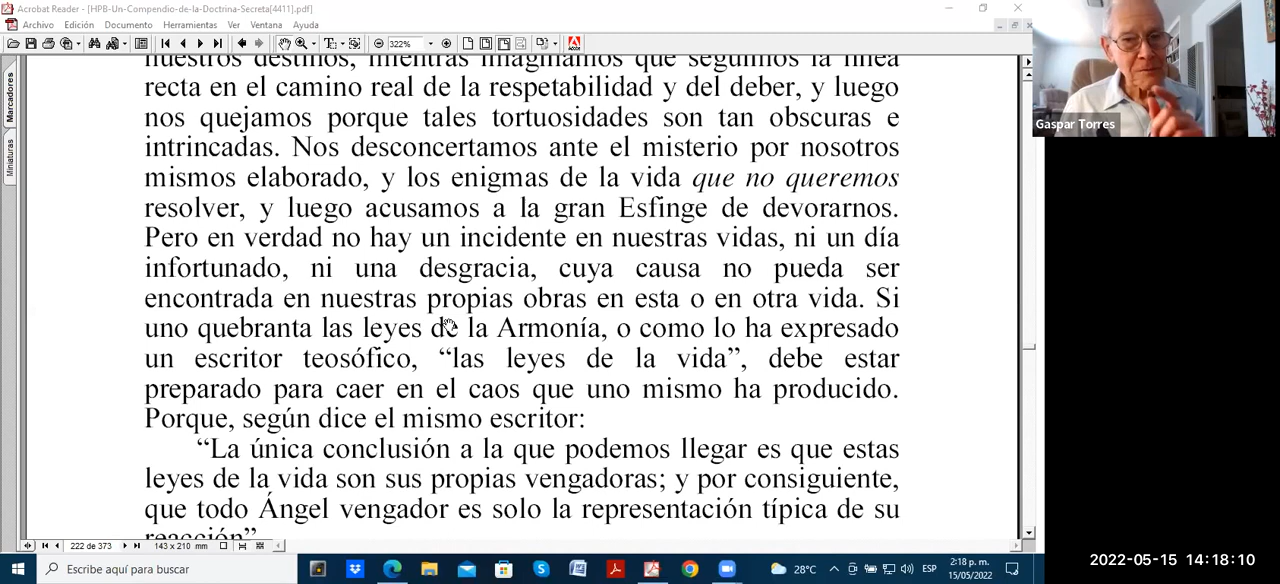 Acrobat Reader - [HPB-Un-Compendio-de-la-Doctrina-Secreta[4411].pdf]
Archivo Edición Documento Herramientas Ver Ventana Ayuda
322%
Marcadores
Miniaturas
nuestros destinos, mientras imaginamos que seguimos la línea
recta en el camino real de la respetabilidad y del deber, y luego
nos quejamos porque tales tortuosidades son tan obscuras e
intrincadas. Nos desconcertamos ante el misterio por nosotros
mismos elaborado, y los enigmas de la vida que no queremos
resolver, y luego acusamos a la gran Esfinge de devorarnos.
Pero en verdad no hay un incidente en nuestras vidas, ni un día
infortunado, ni una desgracia, cuya causa no pueda ser
encontrada en nuestras propias obras en esta o en otra vida. Si
uno quebranta las leyes de la Armonía, o como lo ha expresado
un escritor teosófico, “las leyes de la vida”, debe estar
preparado para caer en el caos que uno mismo ha producido.
Porque, según dice el mismo escritor:
“La única conclusión a la que podemos llegar es que estas
leyes de la vida son sus propias vengadoras; y por consiguiente,
que todo Ángel vengador es solo la representación típica de su
reacción”
222 de 373
143 x 210 mm
Gaspar Torres
Escribe aquí para buscar
28°C
ESP
2:18 p. m.
15/05/2022
2022-05-15 14:18:10